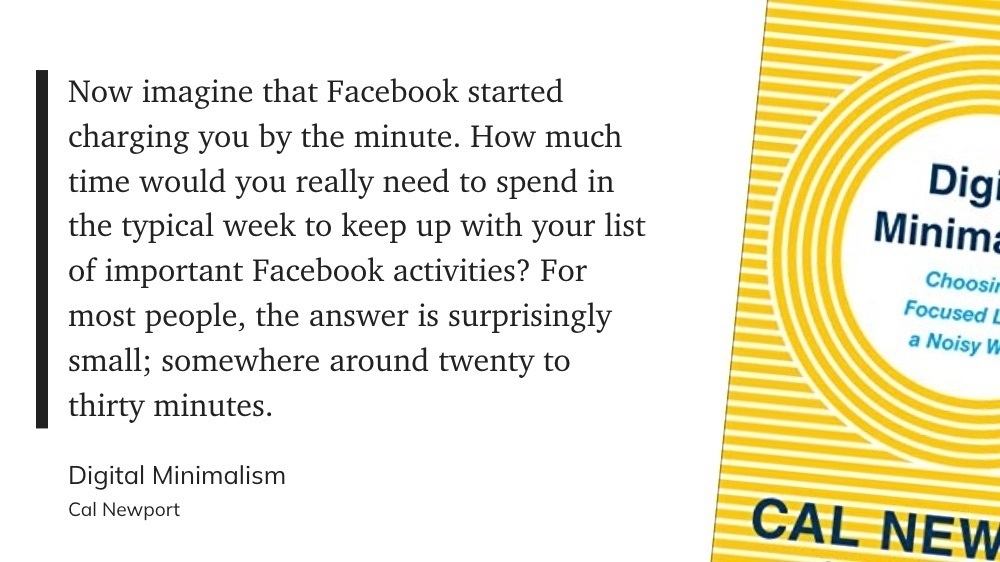 Now imagine that Facebook started
charging you by the minute. How much
time would you really need to spend in
the typical week to keep up with your list
of important Facebook activities? For
most people, the answer is surprisingly
small; somewhere around twenty to
thirty minutes.
Digital Minimalism
Cal Newport
Digi
Minima
Choosin
Focused L
a Noisy W
CAL NEW